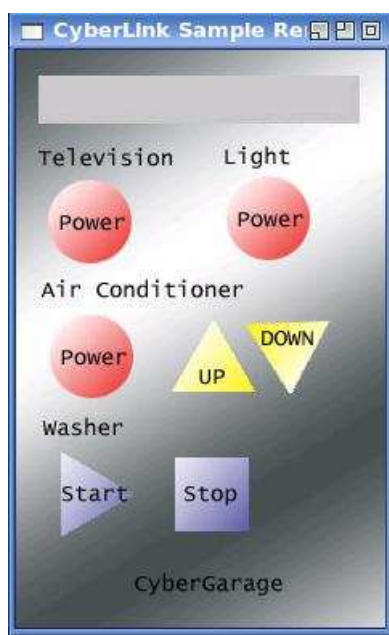 CyberLink Sample Re
Television Light
Power Power
Air Conditioner
Power UP DOWN
Washer
Start Stop
CyberGarage